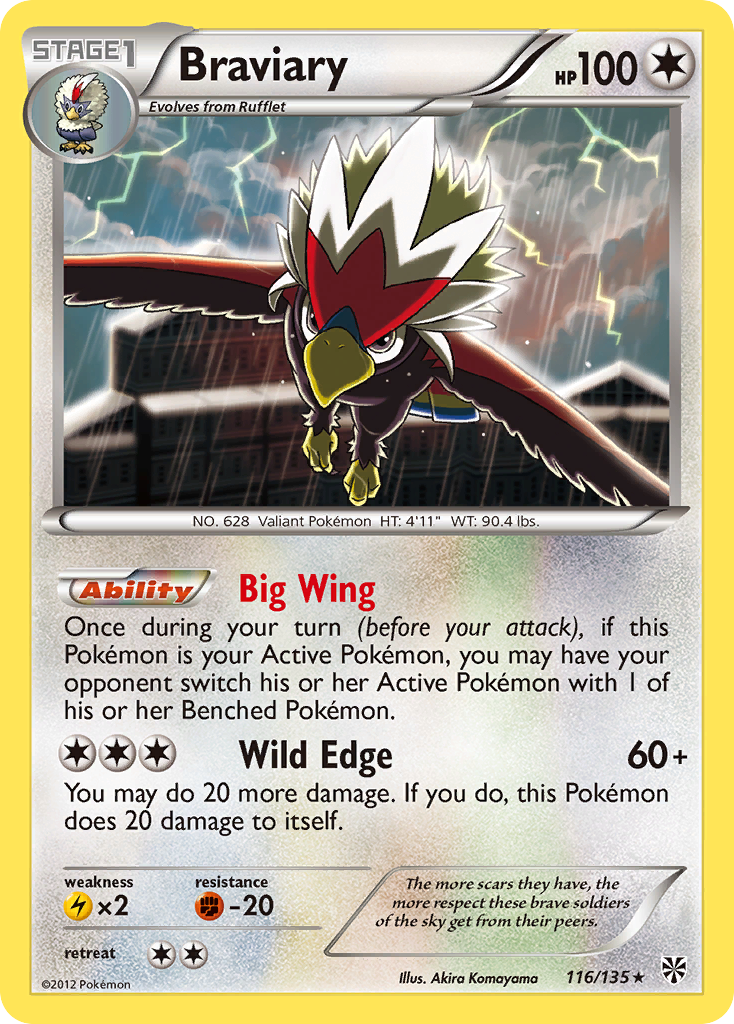 STAGE1
Braviary
HP100
Evolves from Rufflet
NO. 628 Valiant Pokémon HT: 4'11" WT: 90.4 lbs.
Ability Big Wing
Once during your turn (before your attack), if this
Pokémon is your Active Pokémon, you may have your
opponent switch his or her Active Pokémon with 1 of
his or her Benched Pokémon.
Wild Edge 60+
You may do 20 more damage. If you do, this Pokémon
does 20 damage to itself.
weakness
×2
resistance
-20
retreat
The more scars they have, the
more respect these brave soldiers
of the sky get from their peers.
©2012 Pokémon
Illus. Akira Komayama
116/135★